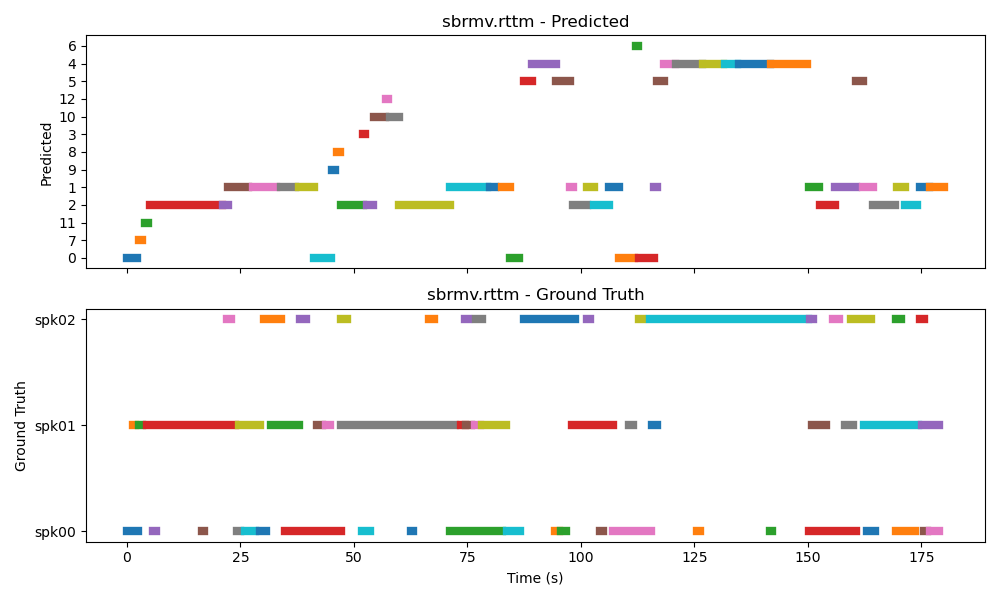 sbrmv.rttm - Predicted
6
4
5
12
10
3
8
9
1
2
11
7
0
Predicted
sbrmv.rttm - Ground Truth
spk02
spk01
spk00
Ground Truth
0 25 50 75 100 125 150 175
Time (s)